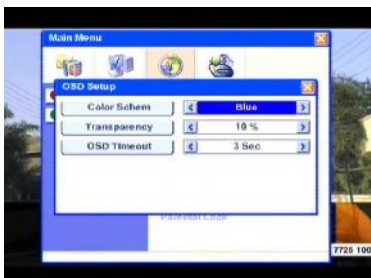 Main Menu
OSD Setup
Color Schem Blue
Transparency 10 %
OSD Timeout 3 Sec
Parental Lock
7725 100